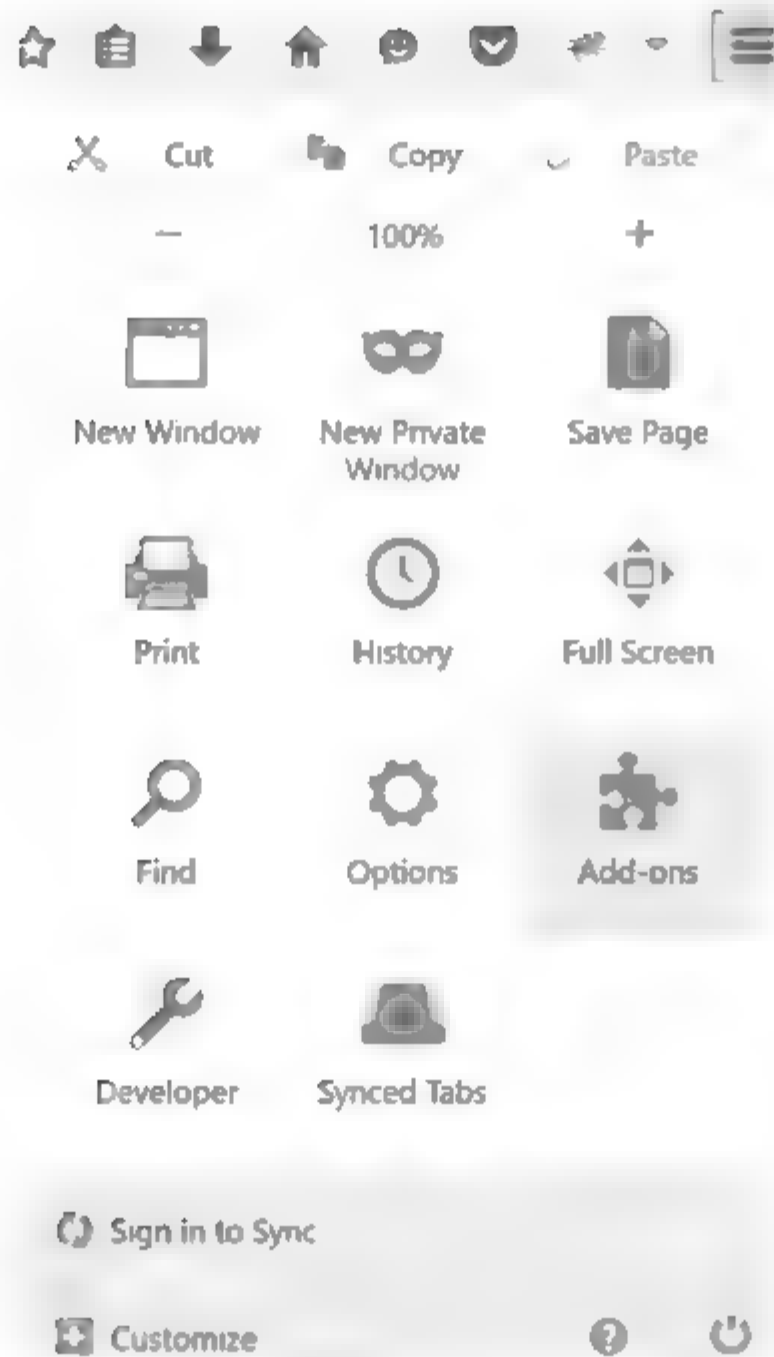 Cut Copy Paste
− 100% +
New Window New Private Save Page
Window
Print History Full Screen
Find Options Add-ons
Developer Synced Tabs
Sign in to Sync
Customize